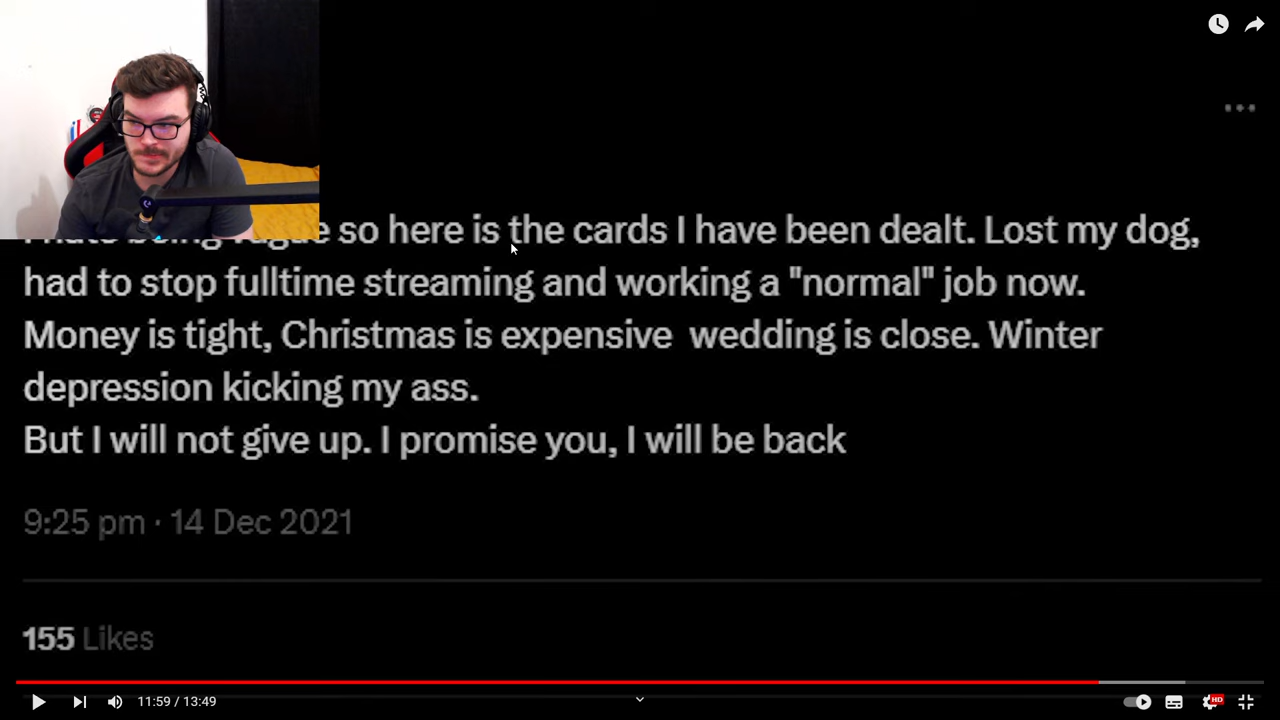 so here is the cards I have been dealt. Lost my dog,
had to stop fulltime streaming and working a "normal" job now.
Money is tight, Christmas is expensive  wedding is close. Winter
depression kicking my ass.
But I will not give up. I promise you, I will be back
9:25 pm · 14 Dec 2021
155 Likes
11:59 / 13:49
HD